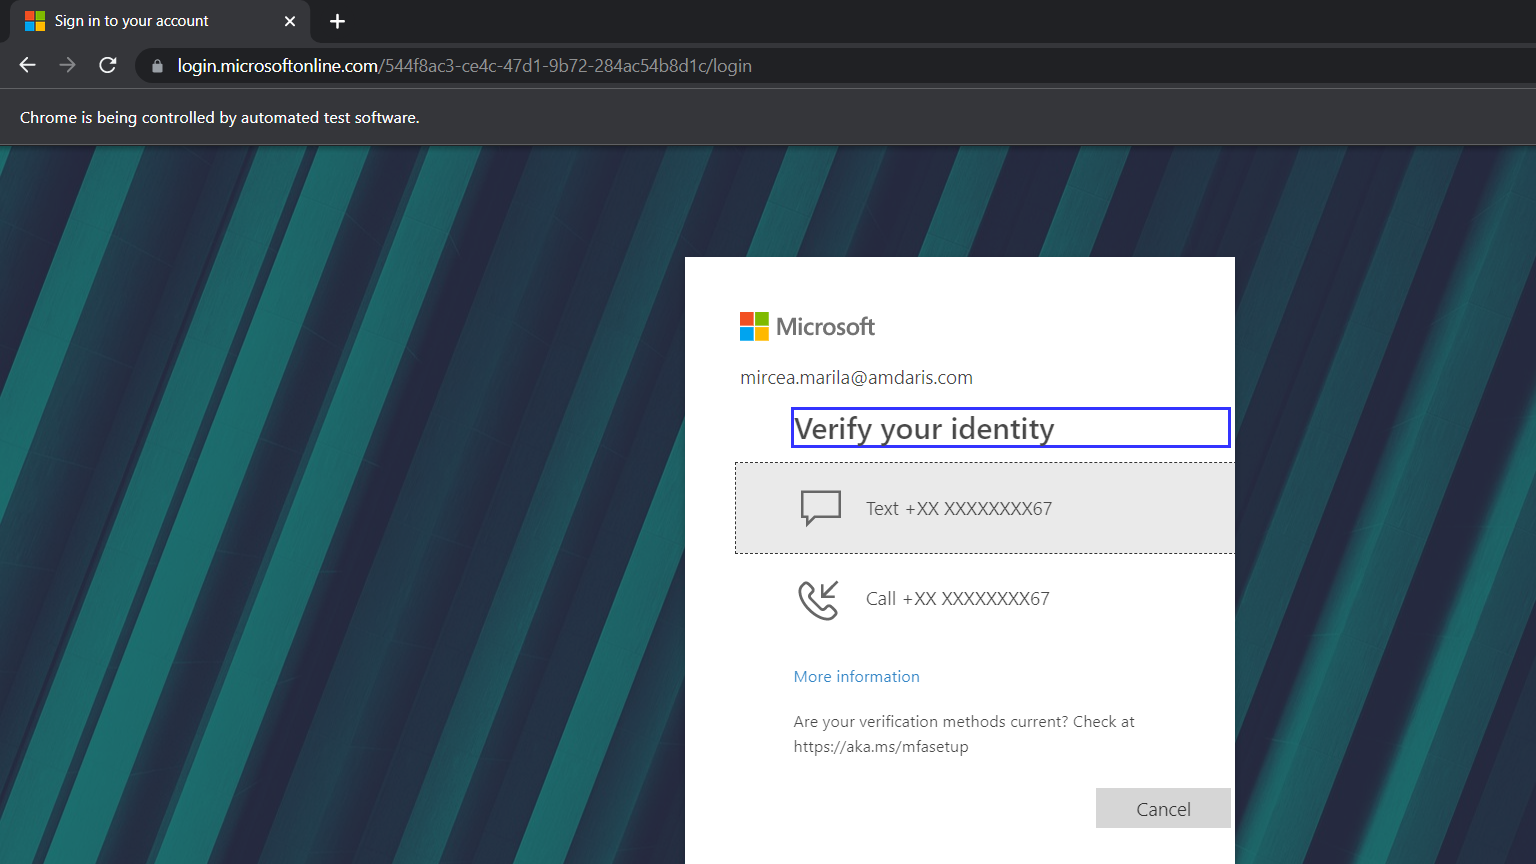 Sign in to your account
login.microsoftonline.com/544f8ac3-ce4c-47d1-9b72-284ac54b8d1c/login
Chrome is being controlled by automated test software.
Microsoft
mircea.marila@amdaris.com
Verify your identity
Text +XX XXXXXXXX67
Call +XX XXXXXXXX67
More information
Are your verification methods current? Check at
https://aka.ms/mfasetup
Cancel